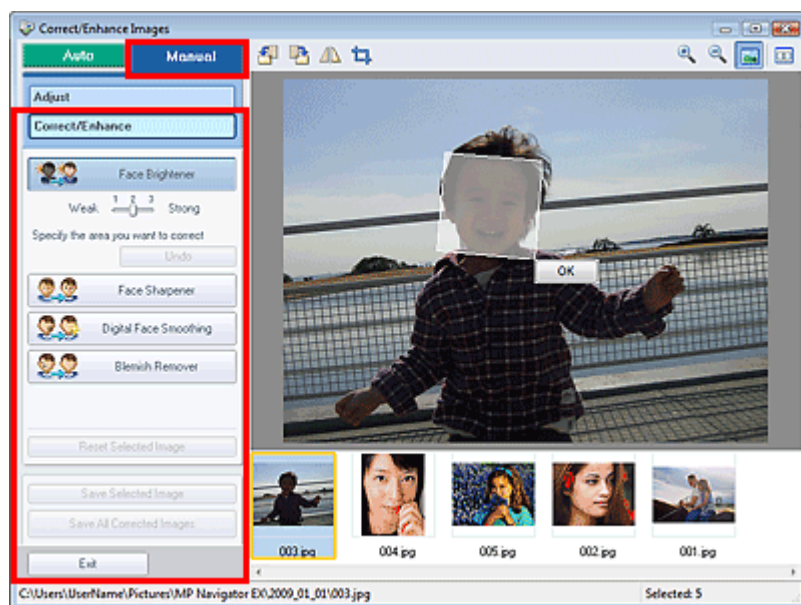 Correct/Enhance Images
Auto Manual
Adjust
Correct/Enhance
Face Brightener
1 2 3
Weak Strong
Specify the area you want to correct
Undo
Face Sharpener
Digital Face Smoothing
Blemish Remover
Reset Selected Image
Save Selected Image
Save All Corrected Images
Exit
OK
003.jpg 004.jpg 005.jpg 002.jpg 001.jpg
C:\Users\UserName\Pictures\MP Navigator EX\2009_01_01\003.jpg Selected: 5